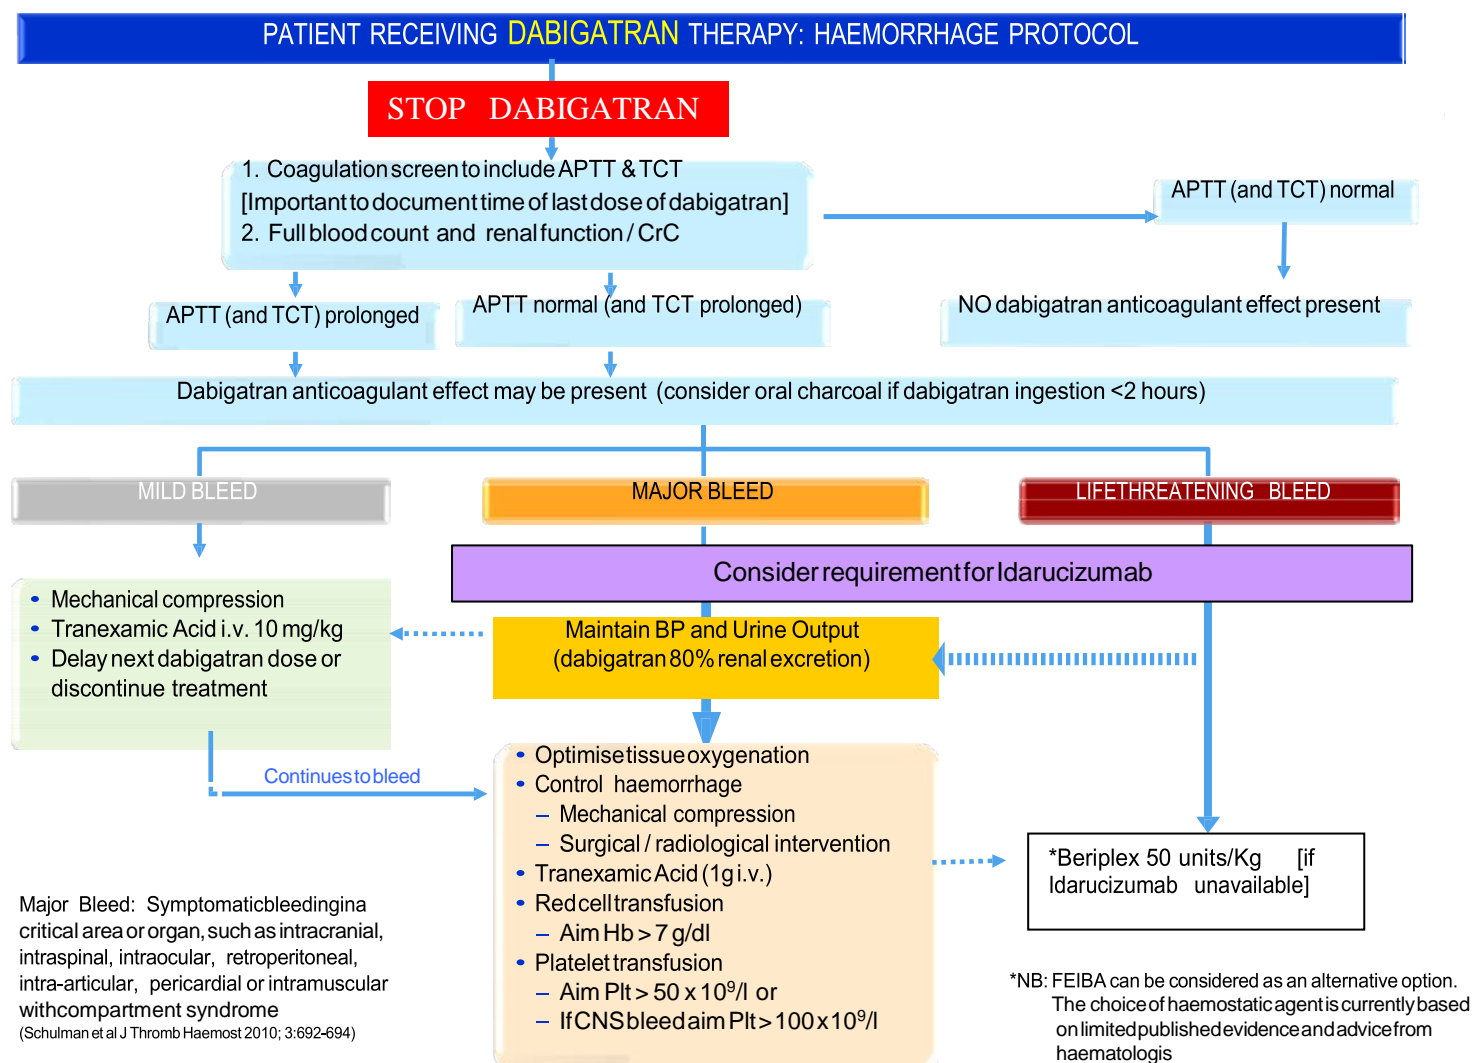 PATIENT RECEIVING DABIGATRAN THERAPY: HAEMORRHAGE PROTOCOL
STOP DABIGATRAN
1. Coagulation screen to include APTT & TCT
[Important to document time of last dose of dabigatran]
2. Full blood count and renal function / CrC
APTT (and TCT) normal
APTT (and TCT) prolonged
APTT normal (and TCT prolonged)
NO dabigatran anticoagulant effect present
Dabigatran anticoagulant effect may be present (consider oral charcoal if dabigatran ingestion <2 hours)
MILD BLEED
MAJOR BLEED
LIFETHREATENING BLEED
Consider requirement for Idarucizumab
• Mechanical compression
• Tranexamic Acid i.v. 10 mg/kg
• Delay next dabigatran dose or
discontinue treatment
Maintain BP and Urine Output
(dabigatran 80% renal excretion)
Continues to bleed
• Optimise tissue oxygenation
• Control haemorrhage
– Mechanical compression
– Surgical / radiological intervention
• Tranexamic Acid (1g i.v.)
• Red cell transfusion
– Aim Hb > 7 g/dl
• Platelet transfusion
– Aim Plt > 50 x 10⁹/l or
– If CNS bleed aim Plt > 100 x 10⁹/l
*Beriplex 50 units/Kg [if
Idarucizumab unavailable]
Major Bleed: Symptomatic bleeding in a
critical area or organ, such as intracranial,
intraspinal, intraocular, retroperitoneal,
intra-articular, pericardial or intramuscular
with compartment syndrome
(Schulman et al J Thromb Haemost 2010; 3:692-694)
*NB: FEIBA can be considered as an alternative option.
The choice of haemostatic agent is currently based
on limited published evidence and advice from
haematologis